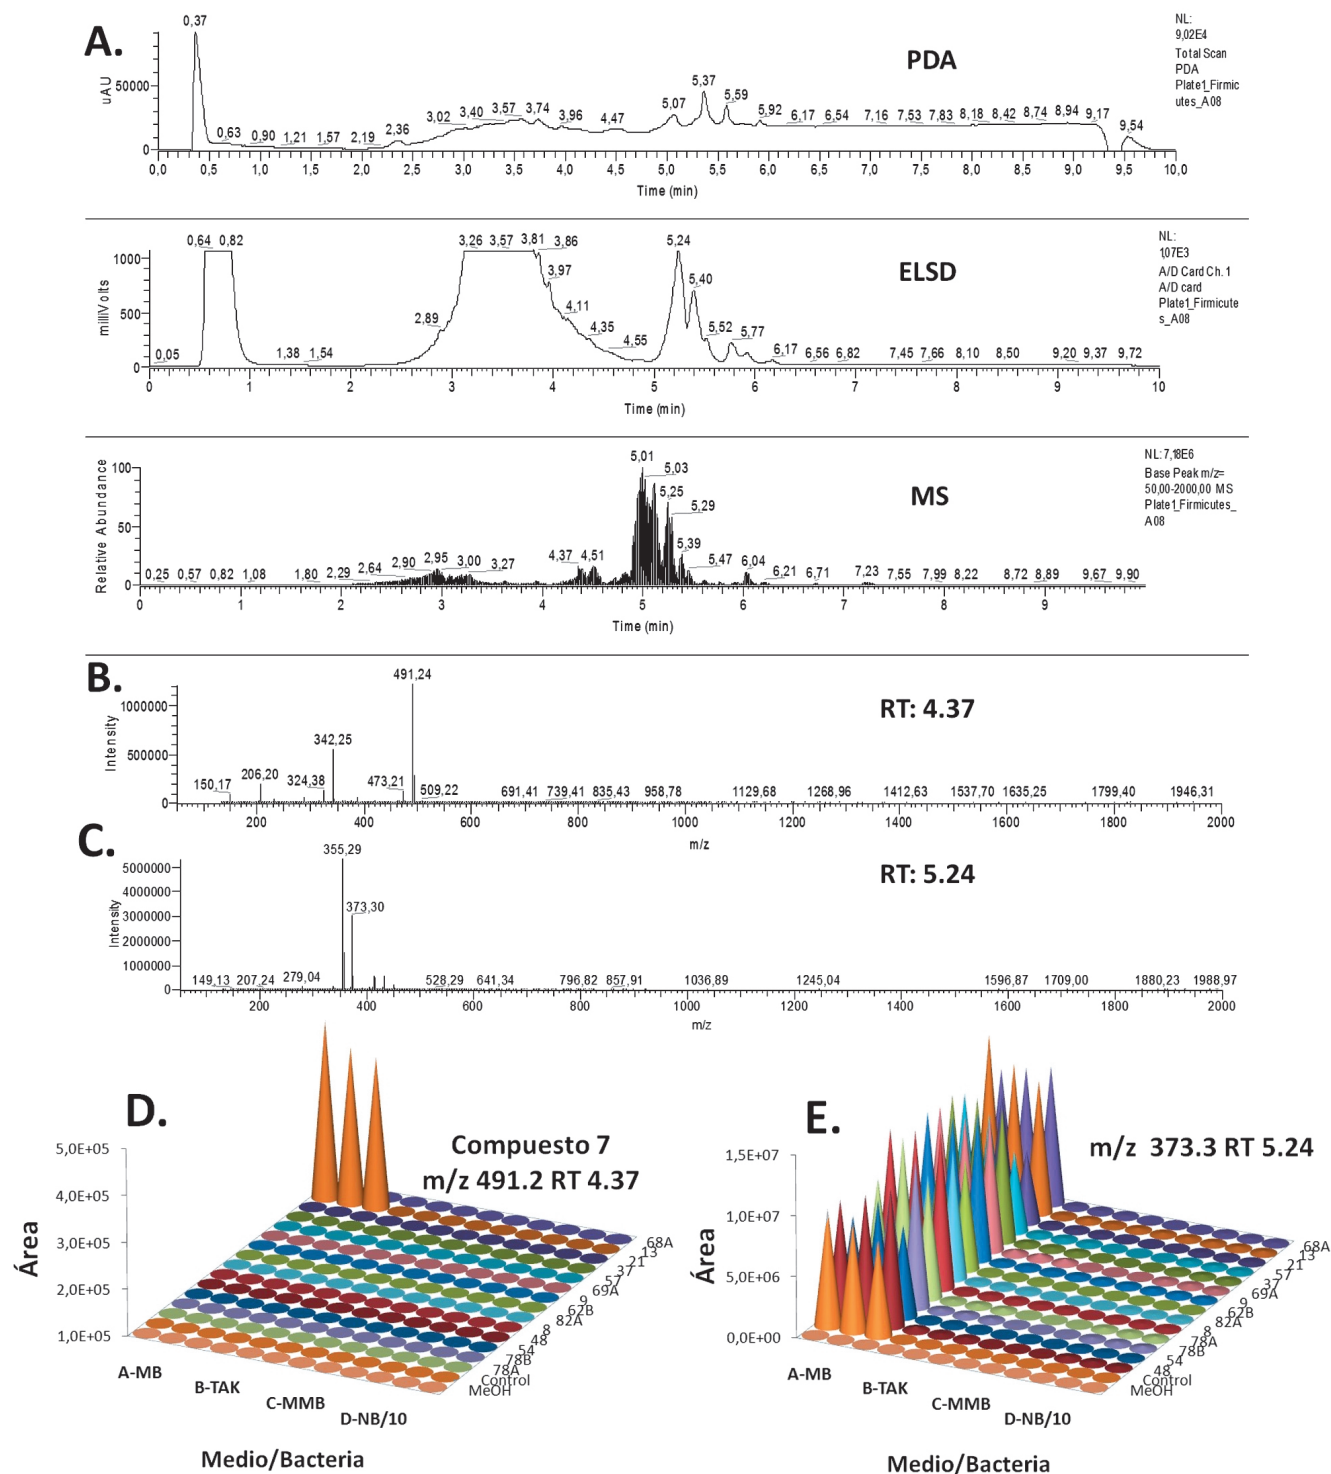 A.
PDA
NL:
9,02E4
Total Scan
PDA
Plate1_Firmic
utes_A08
uAU
50000
0
0,37
0,63
0,90
1,21
1,57
2,19
2,36
3,02
3,40
3,57
3,74
3,96
4,47
5,07
5,37
5,59
5,92
6,17
6,54
7,16
7,53
7,83
8,18
8,42
8,74
8,94
9,17
9,54
0,0 0,5 1,0 1,5 2,0 2,5 3,0 3,5 4,0 4,5 5,0 5,5 6,0 6,5 7,0 7,5 8,0 8,5 9,0 9,5 10,0
Time (min)
ELSD
NL:
1,07E3
A/D Card Ch. 1
A/D card
Plate1_Firmicute
s_A08
milliVolts
1000
500
0
0,05
0,64
0,82
1,38
1,54
2,89
3,26
3,57
3,81
3,86
3,97
4,11
4,35
4,55
5,24
5,40
5,52
5,77
6,17
6,56
6,82
7,45
7,66
8,10
8,50
9,20
9,37
9,72
0 1 2 3 4 5 6 7 8 9 10
Time (min)
MS
NL: 7,18E6
Base Peak m/z=
50,00-2000,00 MS
Plate1_Firmicutes_
A08
Relative Abundance
100
50
0
0,25
0,57
0,82
1,08
1,80
2,29
2,64
2,90
2,95
3,00
3,27
4,37
4,51
5,01
5,03
5,25
5,29
5,39
5,47
6,04
6,21
6,71
7,23
7,55
7,99
8,22
8,72
8,89
9,67
9,90
0 1 2 3 4 5 6 7 8 9
Time (min)
B.
RT: 4.37
Intensity
1000000
500000
0
150,17
206,20
324,38
342,25
473,21
491,24
509,22
691,41
739,41
835,43
958,78
1129,68
1268,96
1412,63
1537,70
1635,25
1799,40
1946,31
200 400 600 800 1000 1200 1400 1600 1800 2000
m/z
C.
RT: 5.24
Intensity
5000000
4000000
3000000
2000000
1000000
0
149,13
207,24
279,04
355,29
373,30
528,29
641,34
796,82
857,91
1036,89
1245,04
1596,87
1709,00
1880,23
1988,97
200 400 600 800 1000 1200 1400 1600 1800 2000
m/z
D.
Compuesto 7
m/z 491.2 RT 4.37
Área
5,0E+05
4,0E+05
3,0E+05
2,0E+05
1,0E+05
A-MB
B-TAK
C-MMB
D-NB/10
68A
13
21
37
57
69A
9
62B
82A
8
48
54
78B
78A
Control
MeOH
Medio/Bacteria
E.
m/z 373.3 RT 5.24
Área
1,5E+07
1,0E+07
5,0E+06
0,0E+00
A-MB
B-TAK
C-MMB
D-NB/10
68A
13
21
57
37
69A
9
62B
82A
8
78A
78B
54
48
Control
MeOH
Medio/Bacteria